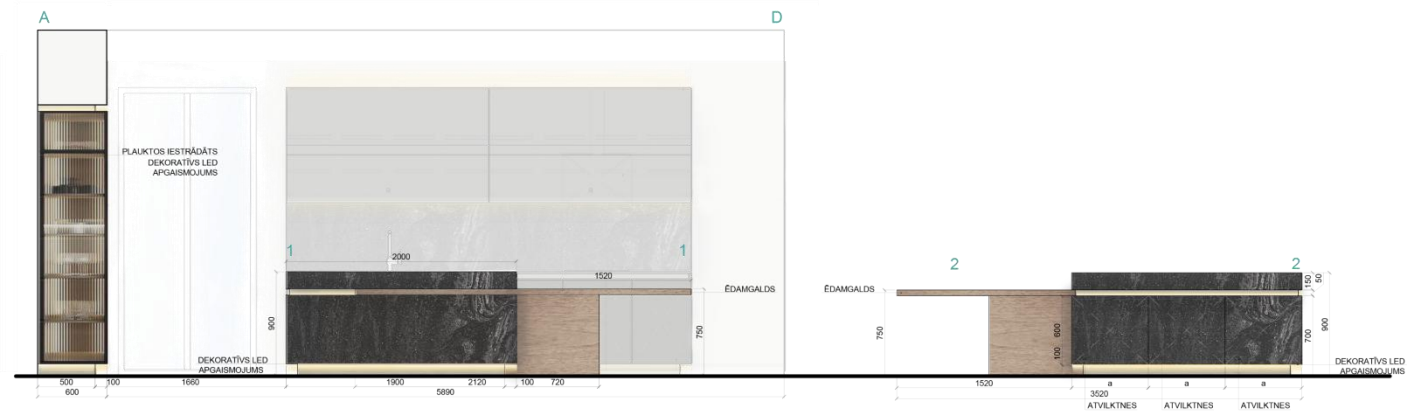 A
D
PLAUKTOS IESTRĀDĀTS
DEKORATĪVS LED
APGAISMOJUMS
1
2000
1
1520
ĒDAMGALDS
900
750
DEKORATĪVS LED
APGAISMOJUMS
500
100
1660
1900
2120
100
720
600
5890
2
2
ĒDAMGALDS
150
50
750
600
100
700
900
DEKORATĪVS LED
APGAISMOJUMS
1520
a
a
a
3520
ATVILKTNES
ATVILKTNES
ATVILKTNES